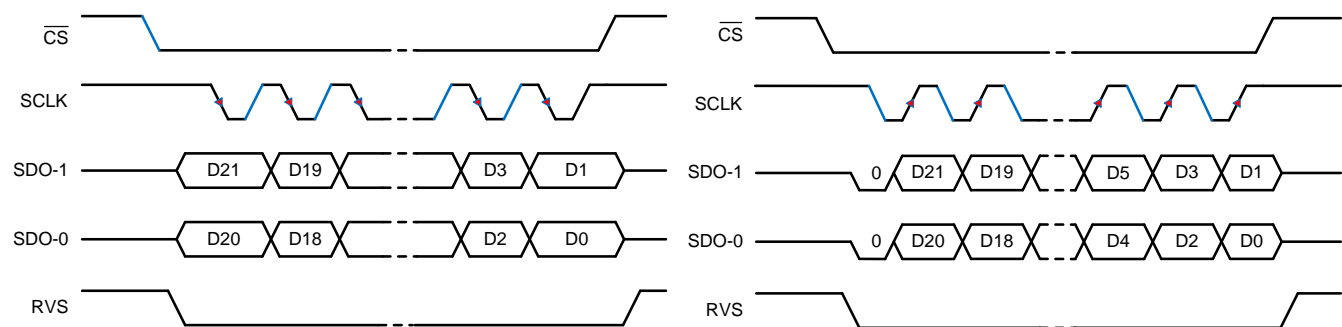 CS
SCLK
SDO-1 D21 D19 D3 D1
SDO-0 D20 D18 D2 D0
RVS
CS
SCLK
SDO-1 0 D21 D19 D5 D3 D1
SDO-0 0 D20 D18 D4 D2 D0
RVS